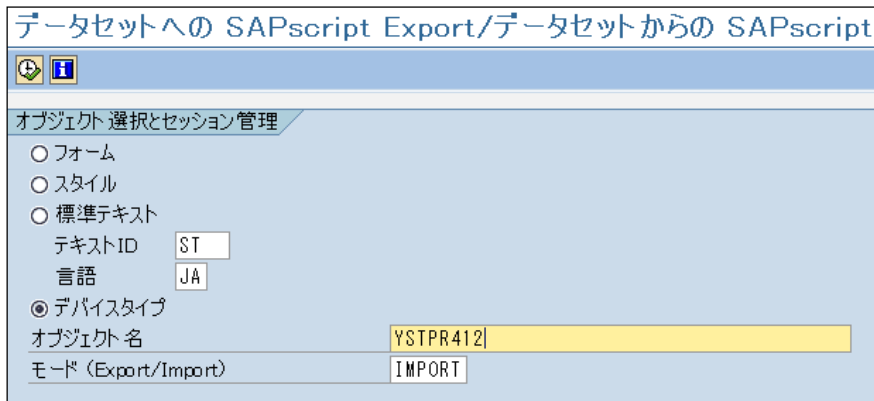 データセットへの SAPscript Export/データセットからの SAPscript
オブジェクト選択とセッション管理
フォーム
スタイル
標準テキスト
テキストID ST
言語 JA
デバイスタイプ
オブジェクト名 YSTPR412
モード (Export/Import) IMPORT